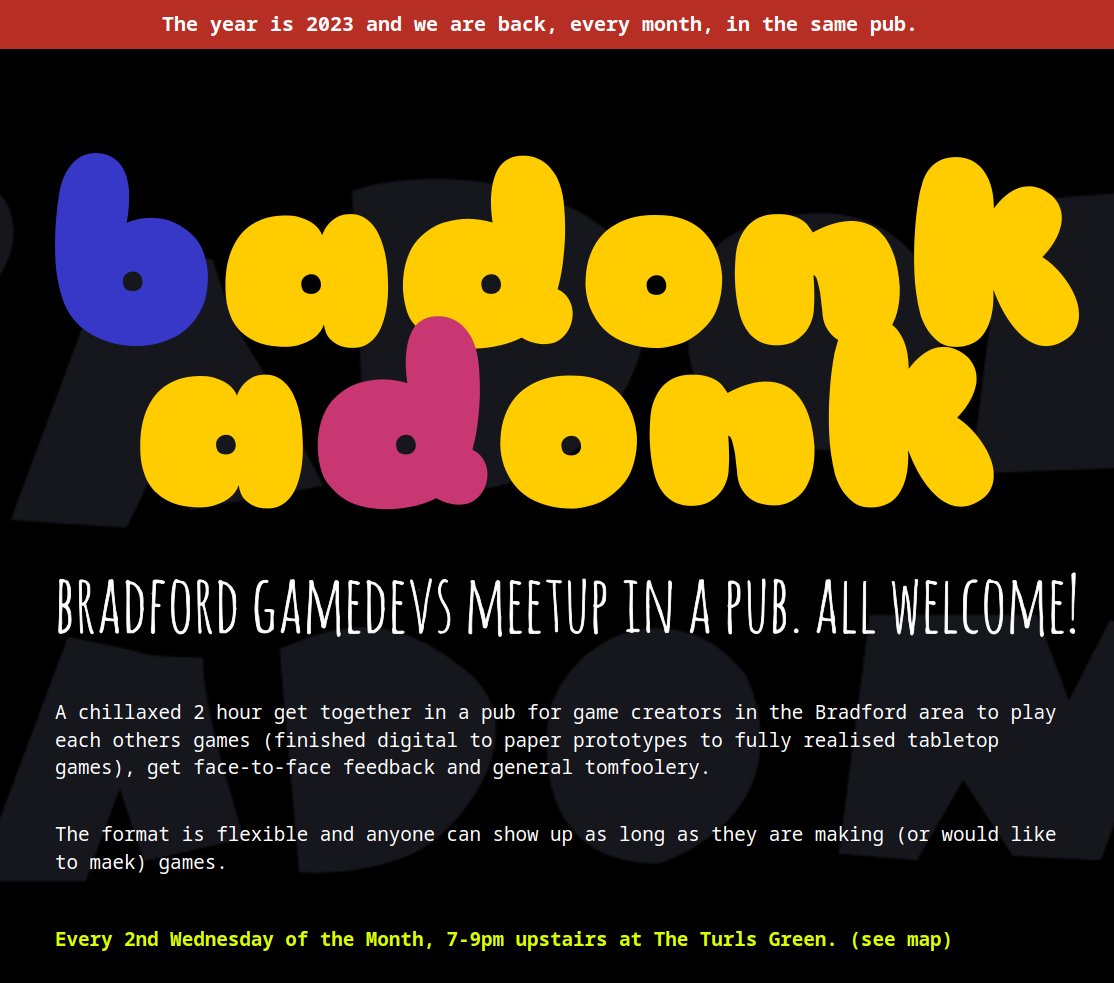 The year is 2023 and we are back, every month, in the same pub.
badonk
adonk
BRADFORD GAMEDEVS MEETUP IN A PUB. ALL WELCOME!
A chillaxed 2 hour get together in a pub for game creators in the Bradford area to play
each others games (finished digital to paper prototypes to fully realised tabletop
games), get face-to-face feedback and general tomfoolery.
The format is flexible and anyone can show up as long as they are making (or would like
to maek) games.
Every 2nd Wednesday of the Month, 7-9pm upstairs at The Turls Green. (see map)